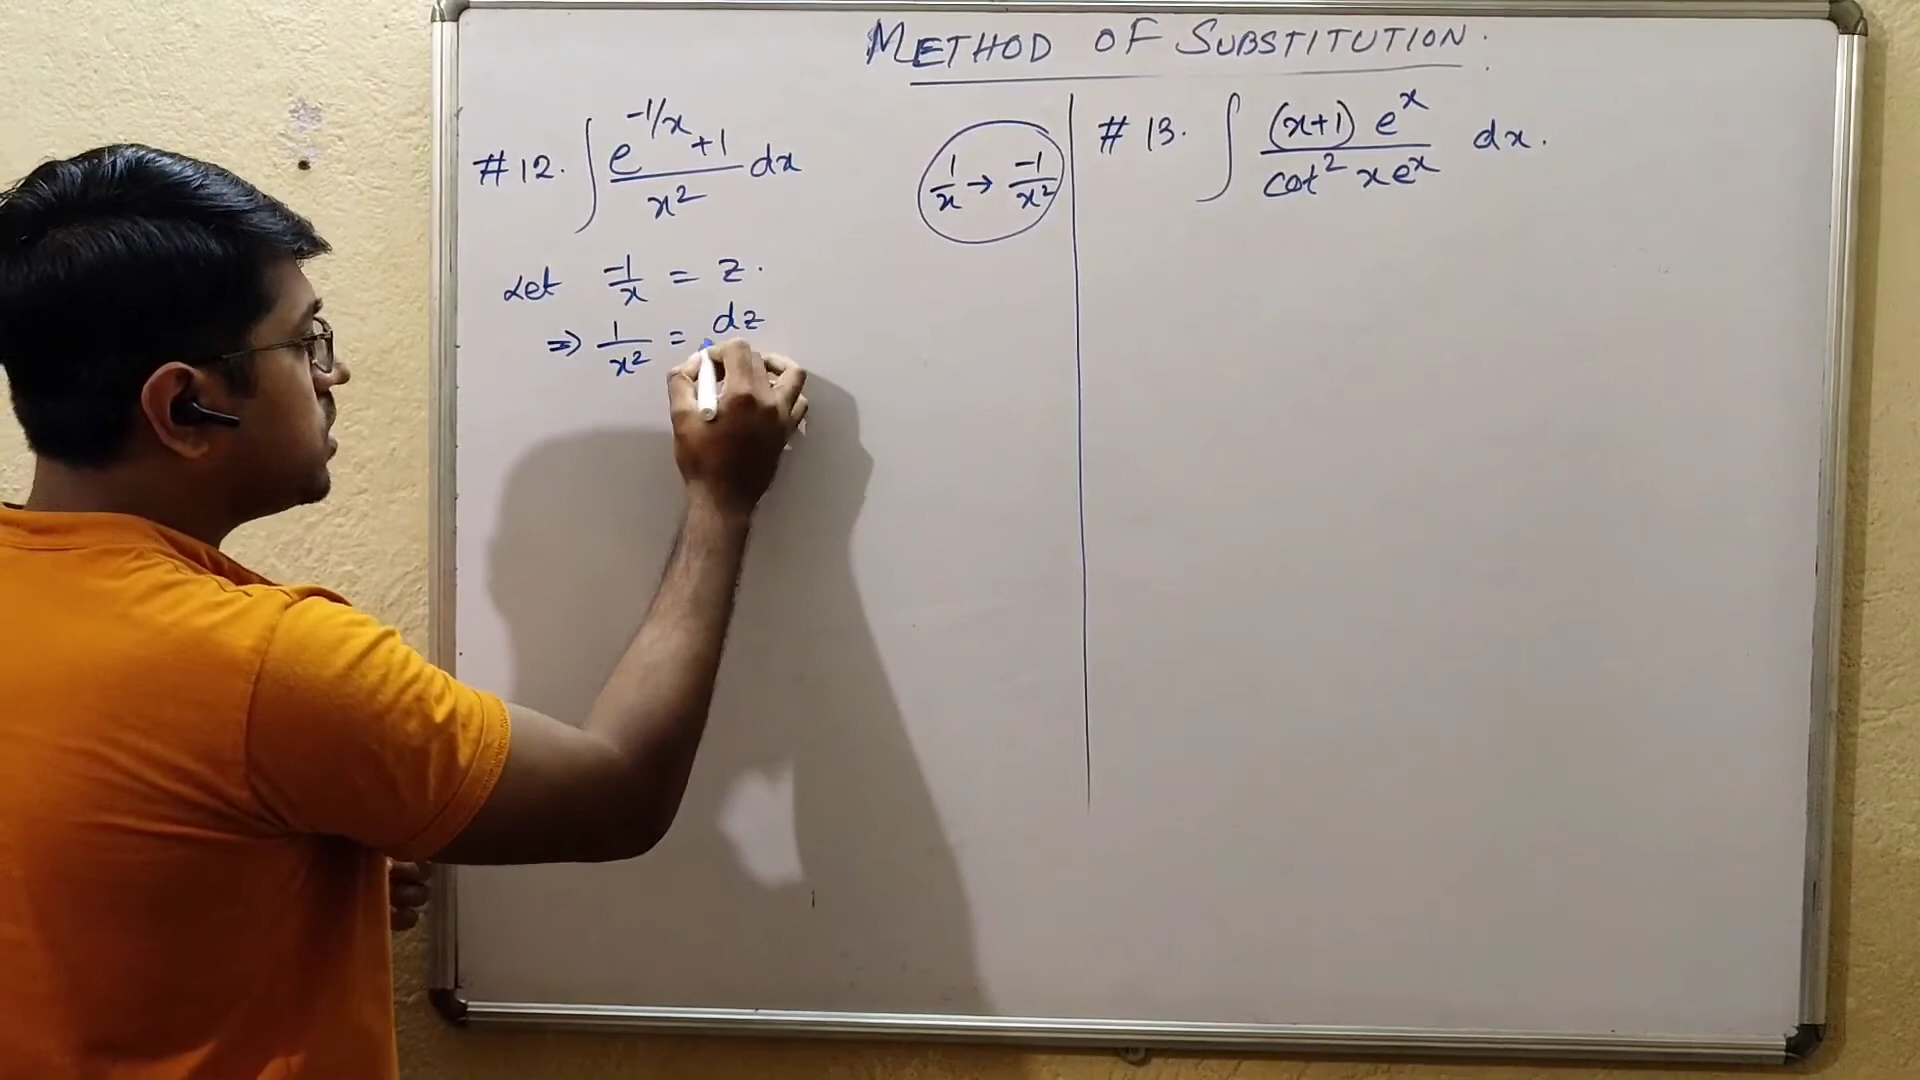 METHOD OF SUBSTITUTION.
#12. ∫ (e^(-1/x) + 1)/x² dx
1/x → -1/x²
Let -1/x = z.
⇒ 1/x² = dz
#13. ∫ ((x+1) e^x)/(cot² xe^x) dx.